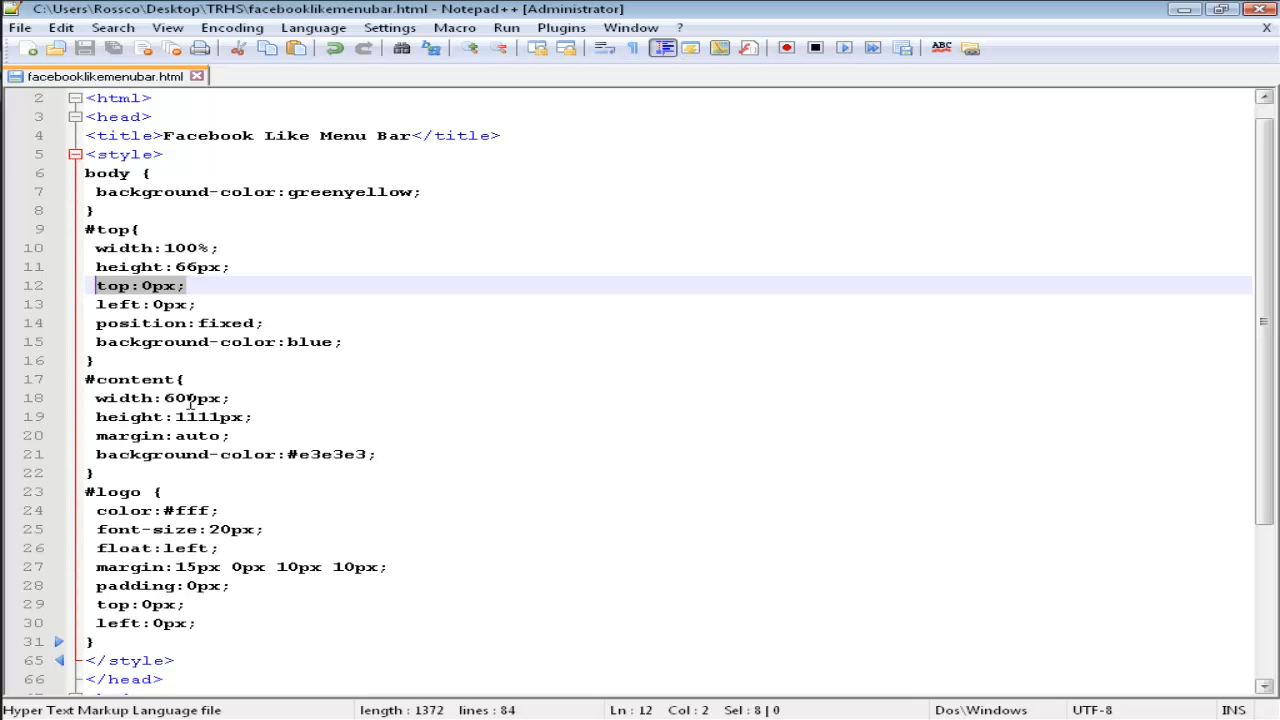 C:\Users\Rossco\Desktop\TRHS\facebooklikemenubar.html - Notepad++ [Administrator]
File Edit Search View Encoding Language Settings Macro Run Plugins Window ? X
ABC
facebooklikemenubar.html
2 <html>
3 <head>
4 <title>Facebook Like Menu Bar</title>
5 <style>
6 body {
7 background-color:greenyellow;
8 }
9 #top{
10 width:100%;
11 height:66px;
12 top:0px;
13 left:0px;
14 position:fixed;
15 background-color:blue;
16 }
17 #content{
18 width:600px;
19 height:1111px;
20 margin:auto;
21 background-color:#e3e3e3;
22 }
23 #logo {
24 color:#fff;
25 font-size:20px;
26 float:left;
27 margin:15px 0px 10px 10px;
28 padding:0px;
29 top:0px;
30 left:0px;
31 }
65 </style>
66 </head>
Hyper Text Markup Language file length : 1372 lines : 84 Ln : 12 Col : 2 Sel : 8 | 0 Dos\Windows UTF-8 INS